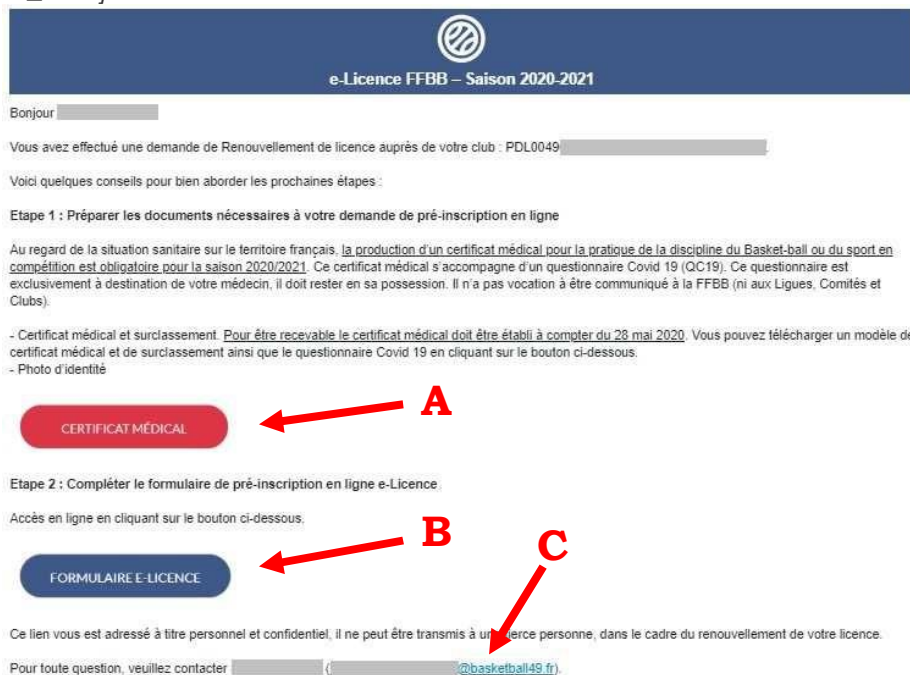 e-Licence FFBB – Saison 2020-2021
Bonjour
Vous avez effectué une demande de Renouvellement de licence auprès de votre club : PDL0049
Voici quelques conseils pour bien aborder les prochaines étapes :
Etape 1 : Préparer les documents nécessaires à votre demande de pré-inscription en ligne
Au regard de la situation sanitaire sur le territoire français, la production d'un certificat médical pour la pratique de la discipline du Basket-ball ou du sport en
compétition est obligatoire pour la saison 2020/2021. Ce certificat médical s'accompagne d'un questionnaire Covid 19 (QC19). Ce questionnaire est
exclusivement à destination de votre médecin, il doit rester en sa possession. Il n'a pas vocation à être communiqué à la FFBB (ni aux Ligues, Comités et
Clubs).
- Certificat médical et surclassement. Pour être recevable le certificat médical doit être établi à compter du 28 mai 2020. Vous pouvez télécharger un modèle de
certificat médical et de surclassement ainsi que le questionnaire Covid 19 en cliquant sur le bouton ci-dessous.
- Photo d'identité
A
CERTIFICAT MÉDICAL
Etape 2 : Compléter le formulaire de pré-inscription en ligne e-Licence
Accès en ligne en cliquant sur le bouton ci-dessous.
B
C
FORMULAIRE E-LICENCE
Ce lien vous est adressé à titre personnel et confidentiel, il ne peut être transmis à une tierce personne, dans le cadre du renouvellement de votre licence.
Pour toute question, veuillez contacter ( @basketball49.fr).